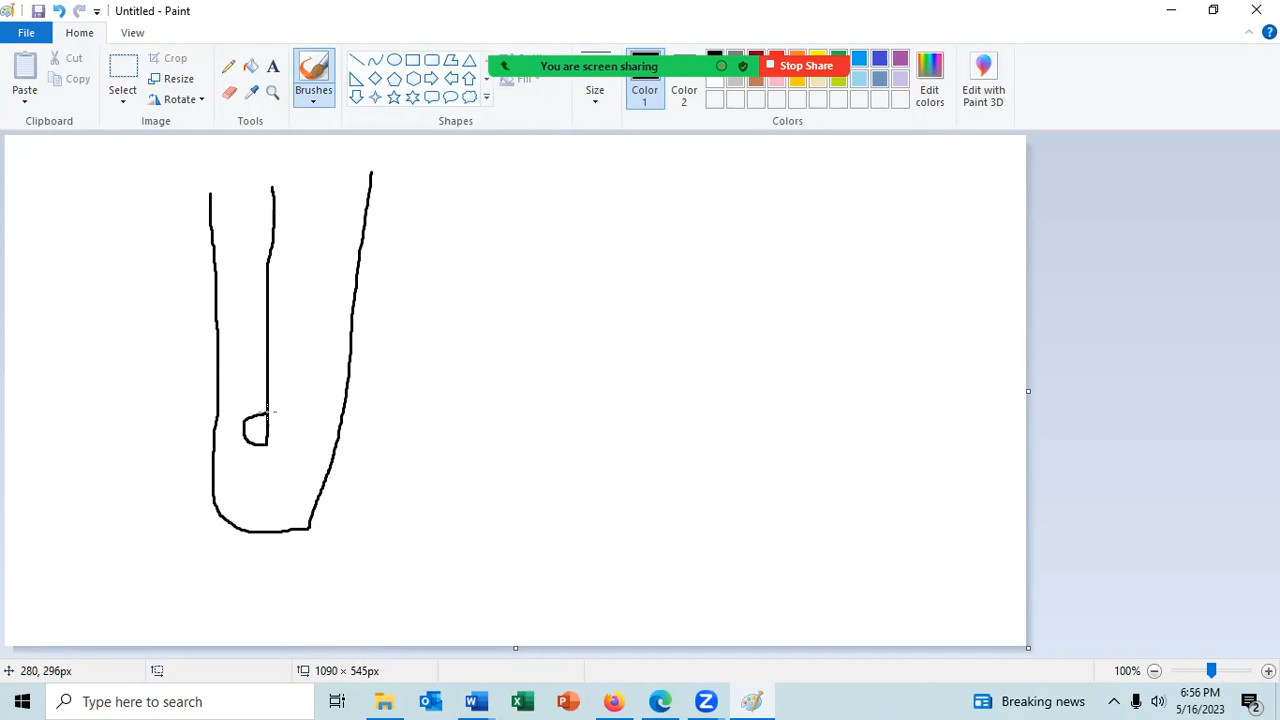 Untitled - Paint
File
Home
View
Paste
Cut
Copy
Clipboard
Select
Crop
Resize
Rotate
Image
A
Tools
Brushes
Shapes
Fill
Size
Color 1
Color 2
Colors
Edit colors
Edit with Paint 3D
You are screen sharing
Stop Share
280, 296px
1090 × 545px
100%
Type here to search
Breaking news
6:56 PM
5/16/2023
2